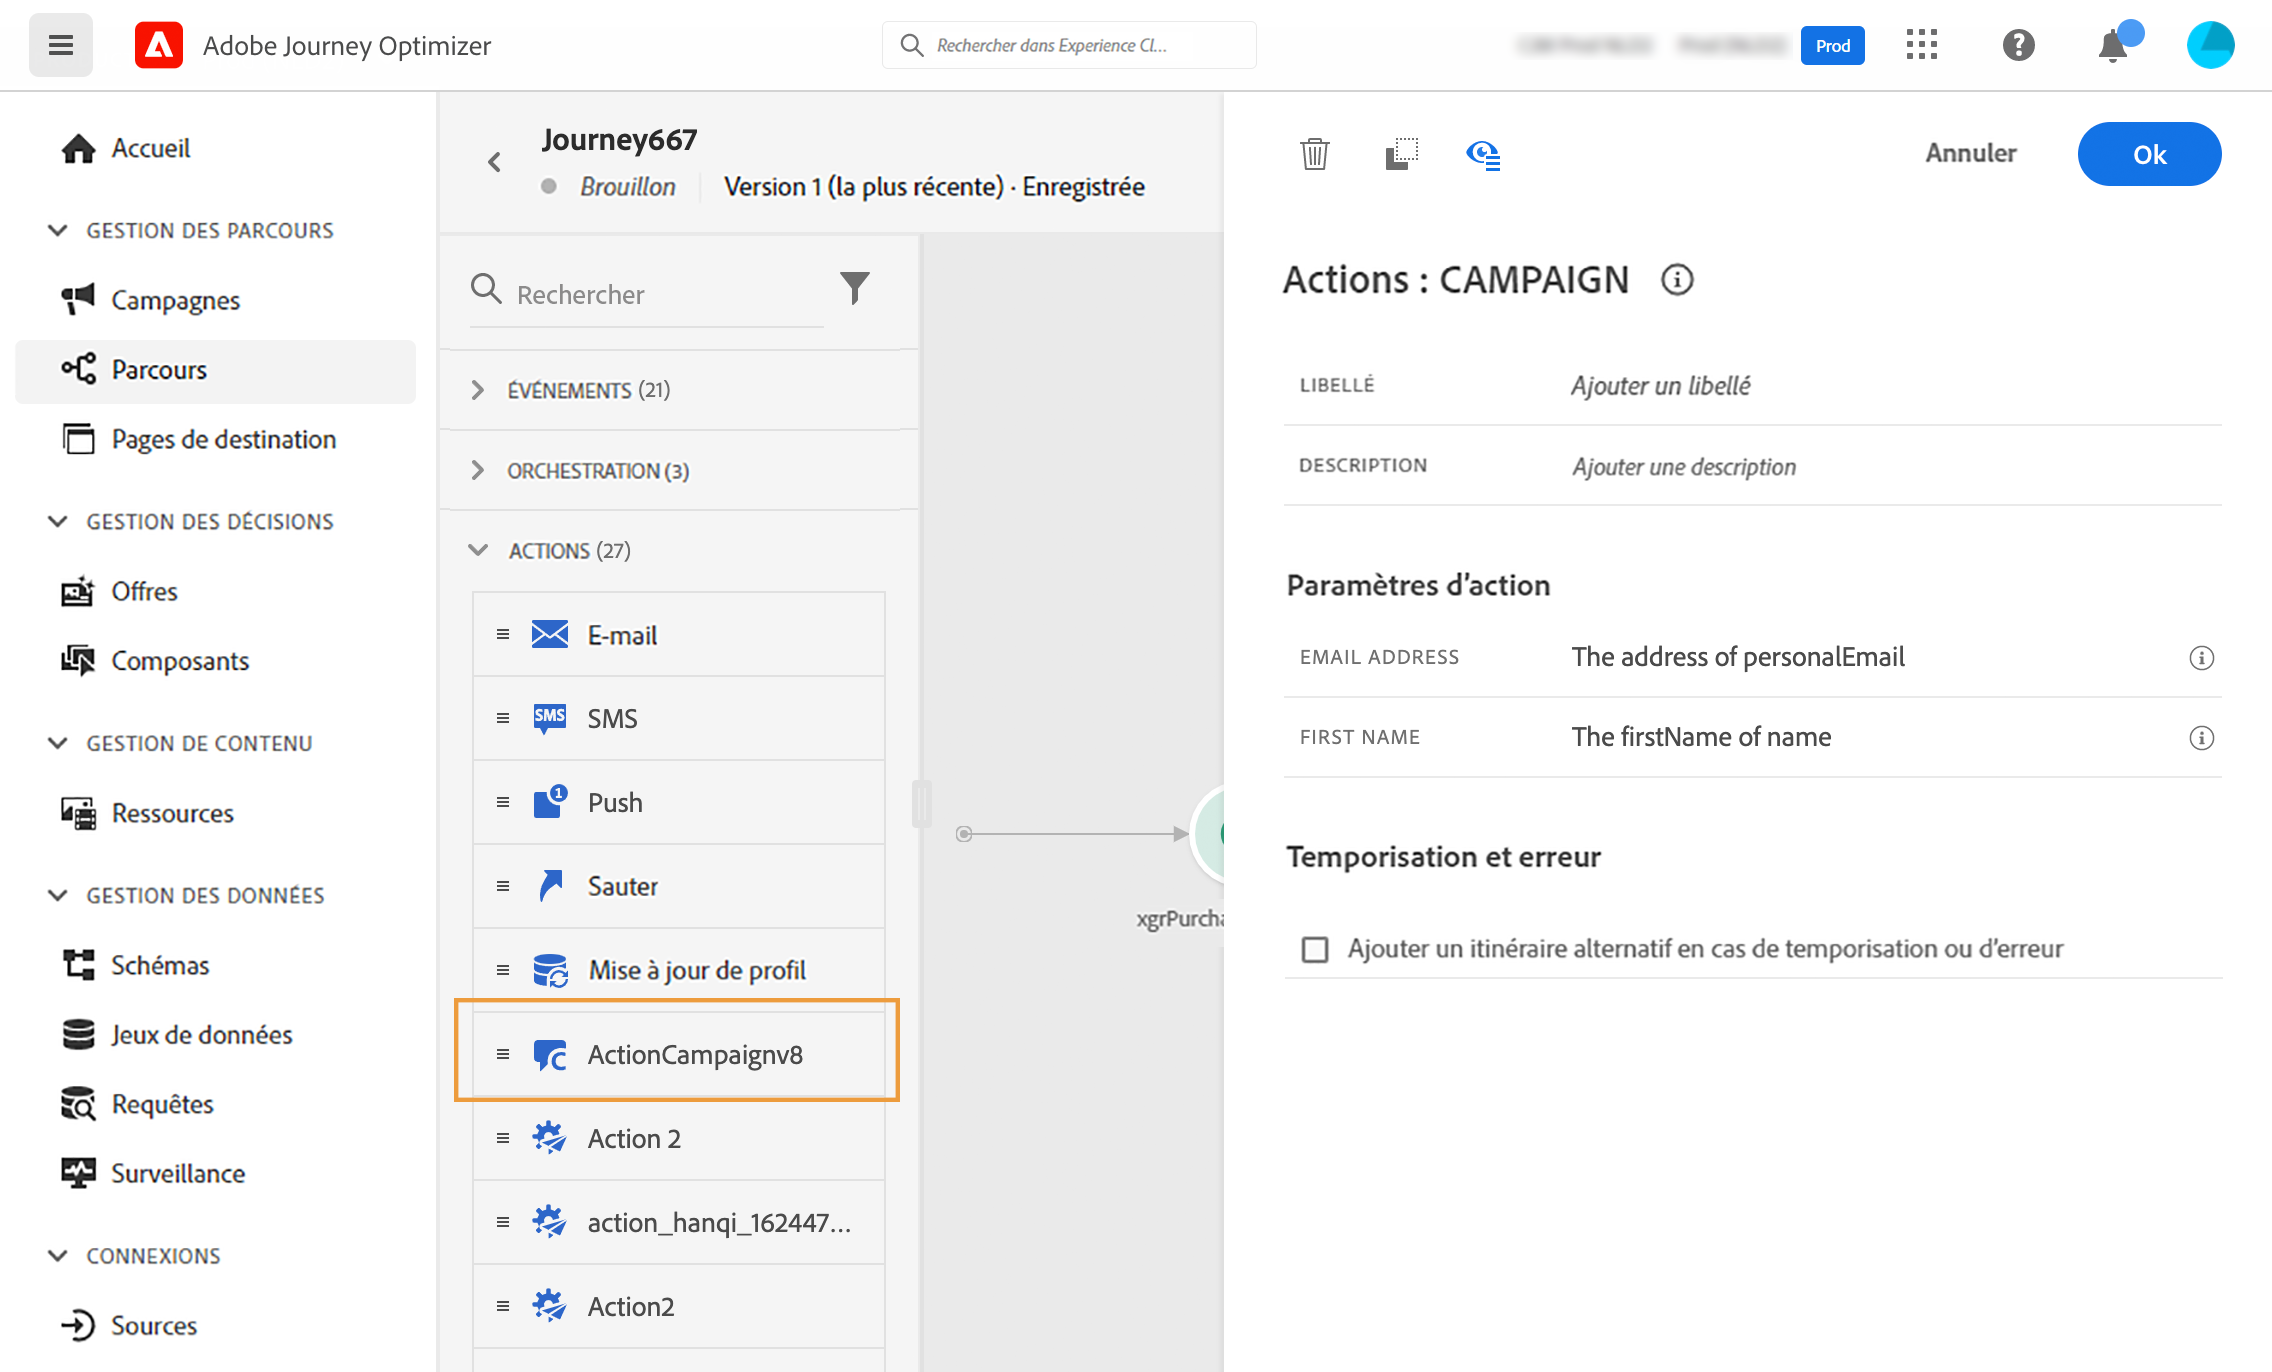 Adobe Journey Optimizer
Rechercher dans Experience Cl...
Prod
Accueil
GESTION DES PARCOURS
Campagnes
Parcours
Pages de destination
GESTION DES DÉCISIONS
Offres
Composants
GESTION DE CONTENU
Ressources
GESTION DES DONNÉES
Schémas
Jeux de données
Requêtes
Surveillance
CONNEXIONS
Sources
Journey667
Brouillon
Version 1 (la plus récente) · Enregistrée
Rechercher
ÉVÉNEMENTS (21)
ORCHESTRATION (3)
ACTIONS (27)
E-mail
SMS
SMS
1
Push
Sauter
Mise à jour de profil
ActionCampaignv8
Action 2
action_hanqi_162447...
Action2
xgrPurcha
Annuler
Ok
Actions : CAMPAIGN
LIBELLÉ
Ajouter un libellé
DESCRIPTION
Ajouter une description
Paramètres d’action
EMAIL ADDRESS
The address of personalEmail
FIRST NAME
The firstName of name
Temporisation et erreur
Ajouter un itinéraire alternatif en cas de temporisation ou d’erreur